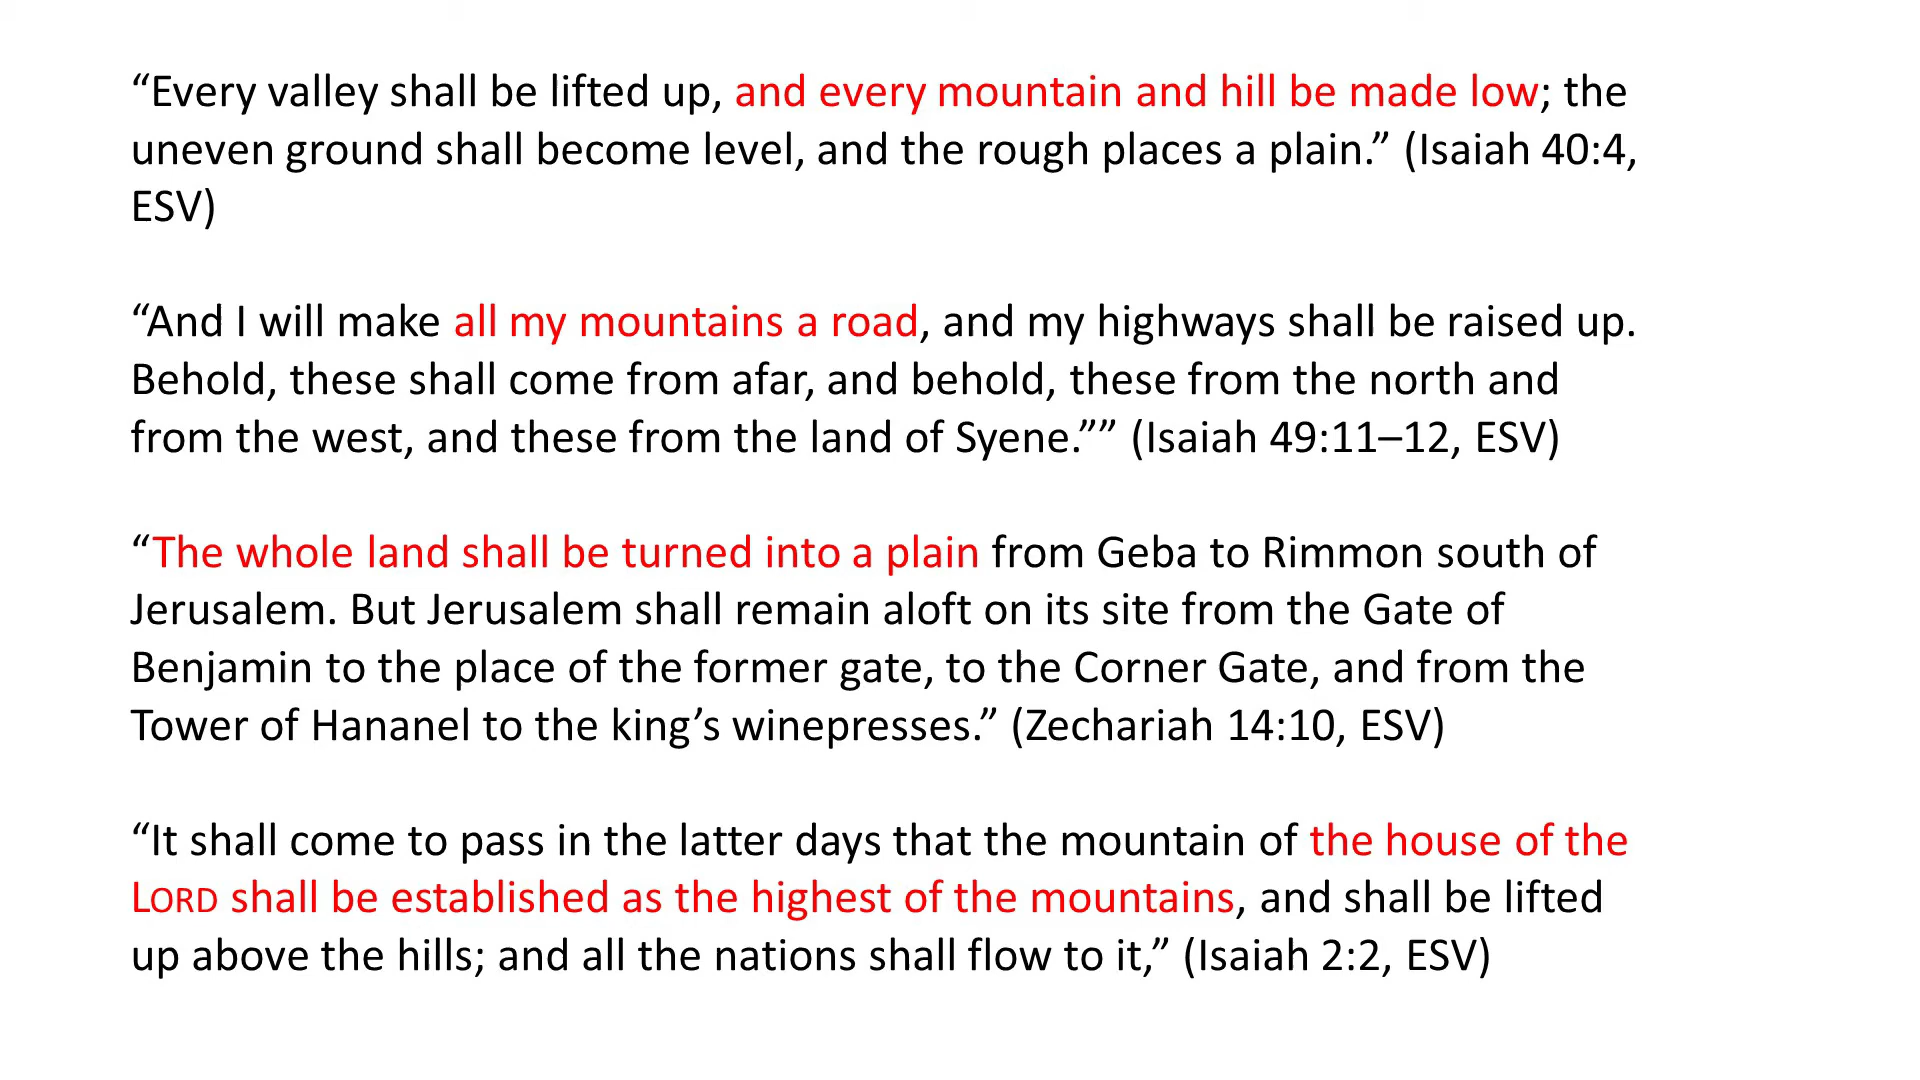 “Every valley shall be lifted up, and every mountain and hill be made low; the
uneven ground shall become level, and the rough places a plain.” (Isaiah 40:4,
ESV)
“And I will make all my mountains a road, and my highways shall be raised up.
Behold, these shall come from afar, and behold, these from the north and
from the west, and these from the land of Syene.”” (Isaiah 49:11–12, ESV)
“The whole land shall be turned into a plain from Geba to Rimmon south of
Jerusalem. But Jerusalem shall remain aloft on its site from the Gate of
Benjamin to the place of the former gate, to the Corner Gate, and from the
Tower of Hananel to the king’s winepresses.” (Zechariah 14:10, ESV)
“It shall come to pass in the latter days that the mountain of the house of the
LORD shall be established as the highest of the mountains, and shall be lifted
up above the hills; and all the nations shall flow to it,” (Isaiah 2:2, ESV)